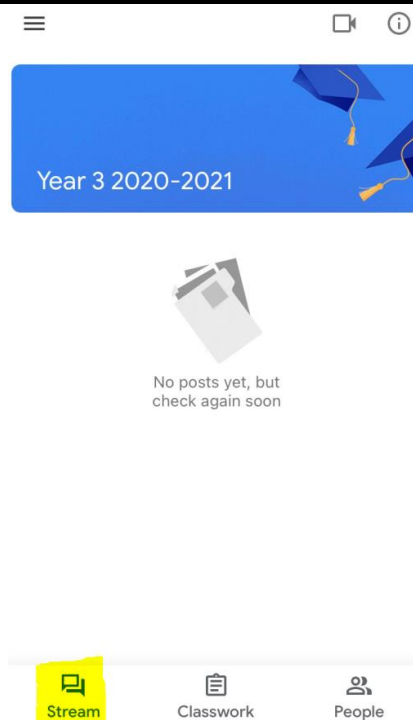 Year 3 2020-2021
No posts yet, but
check again soon
Stream
Classwork
People